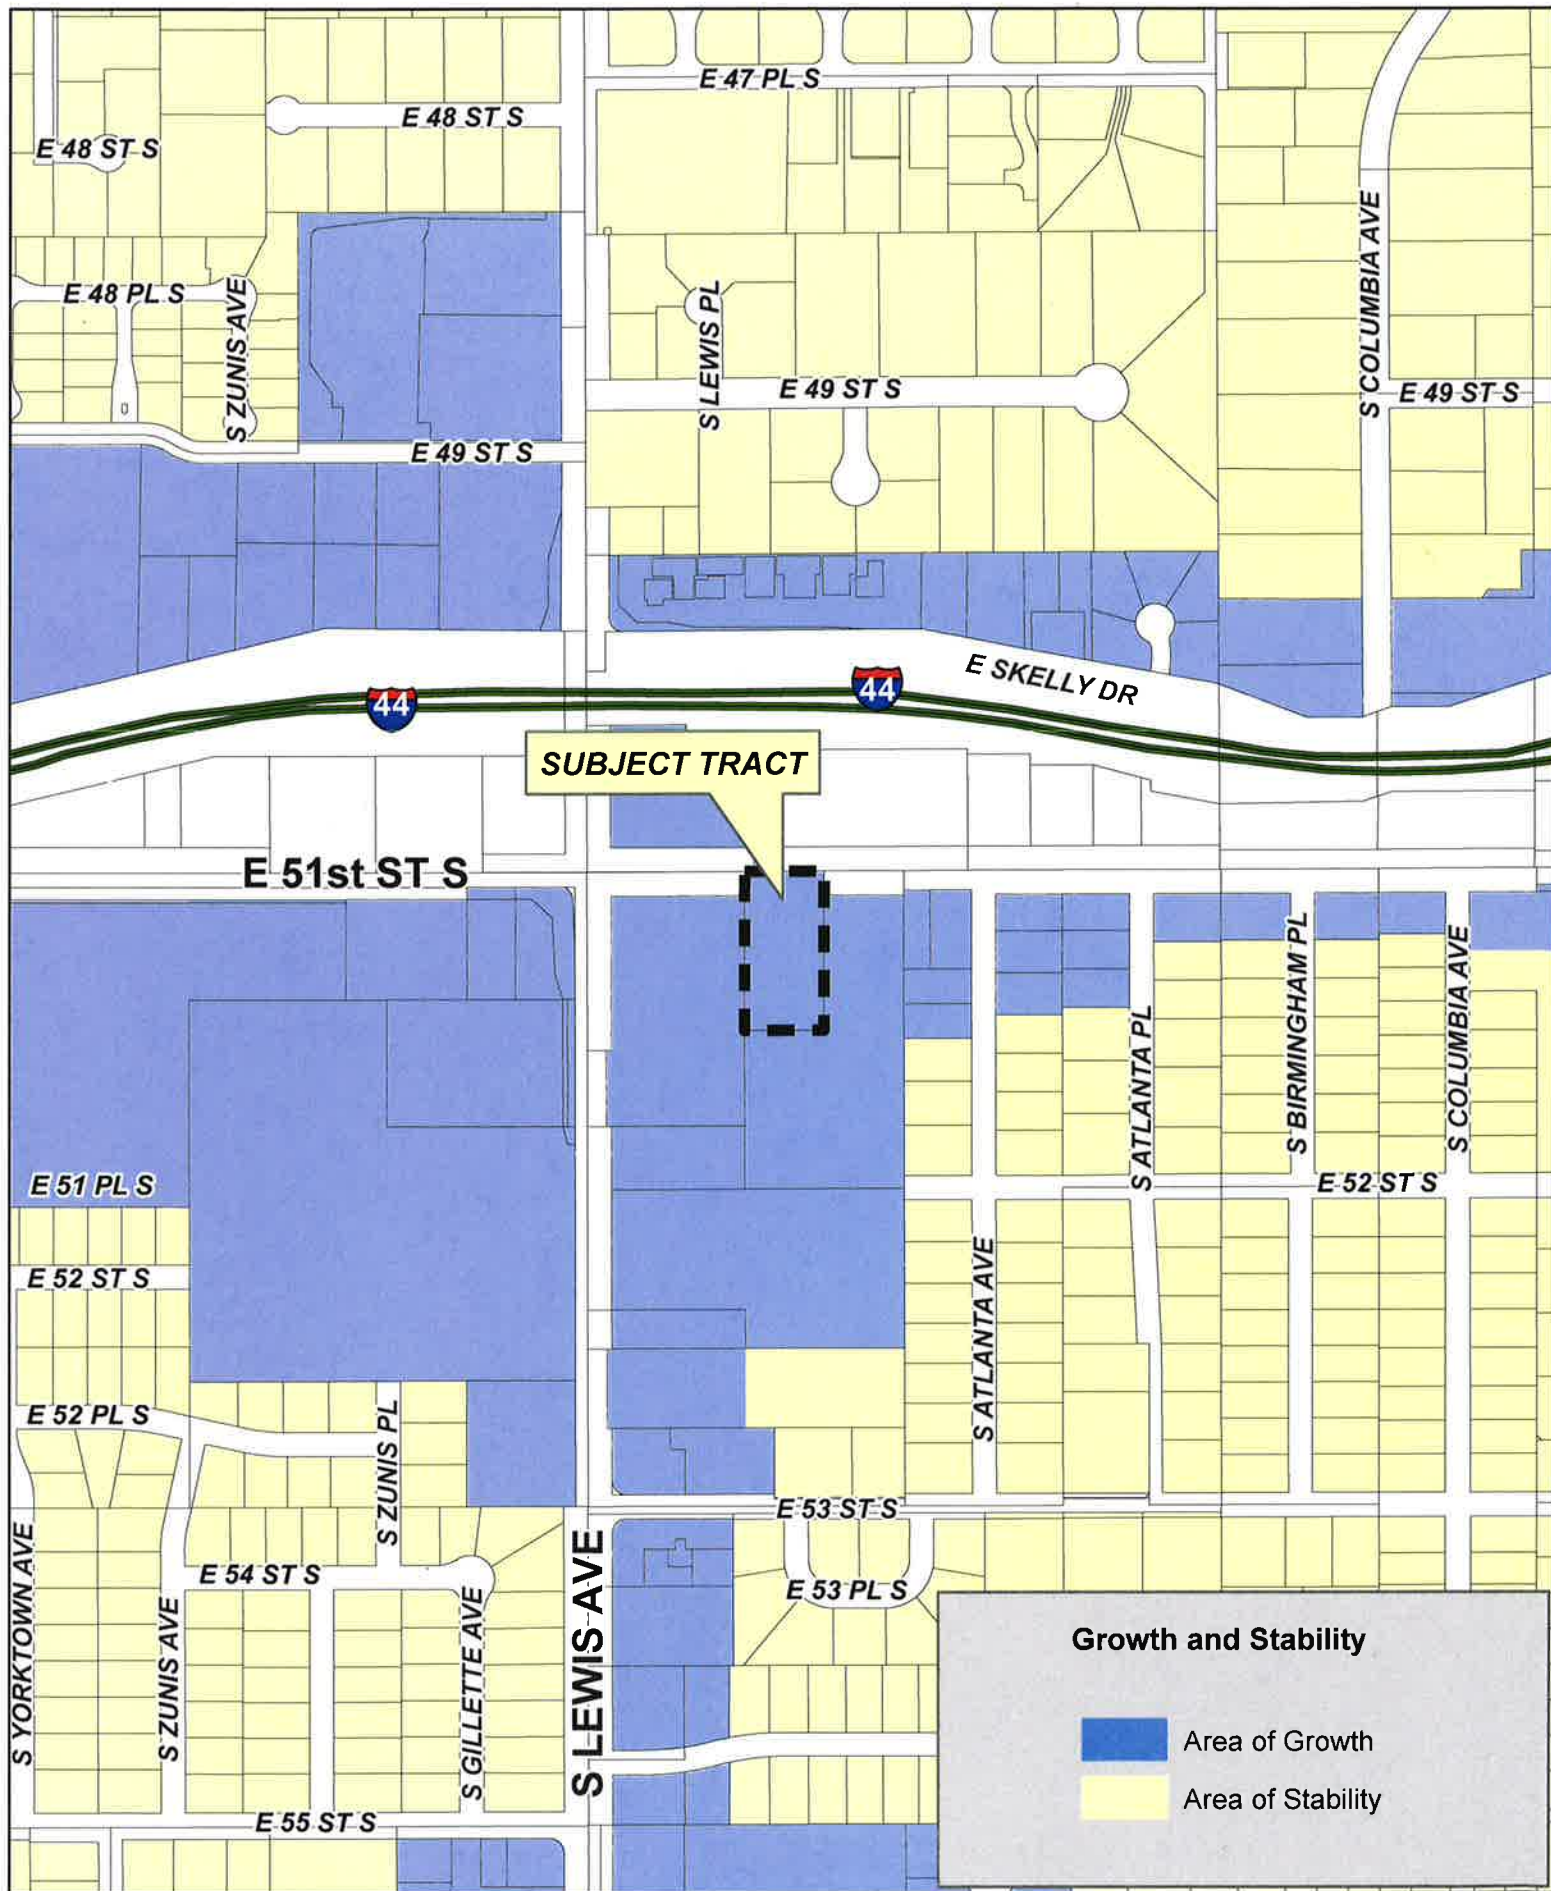 E 47 PL S
E 48 ST S
E 48 ST S
E 48 PL S
S ZUNIS AVE
S LEWIS PL
S COLUMBIA AVE
E 49 ST S
E 49 ST S
E 49 ST S
E SKELLY DR
44
44
SUBJECT TRACT
E 51st ST S
S ATLANTA PL
S BIRMINGHAM PL
S COLUMBIA AVE
E 51 PL S
E 52 ST S
E 52 ST S
S ATLANTA AVE
E 52 PL S
S ZUNIS PL
E 53 ST S
S YORKTOWN AVE
S ZUNIS AVE
E 54 ST S
S GILLETTE AVE
S LEWIS AVE
E 53 PL S
E 55 ST S
Growth and Stability
Area of Growth
Area of Stability